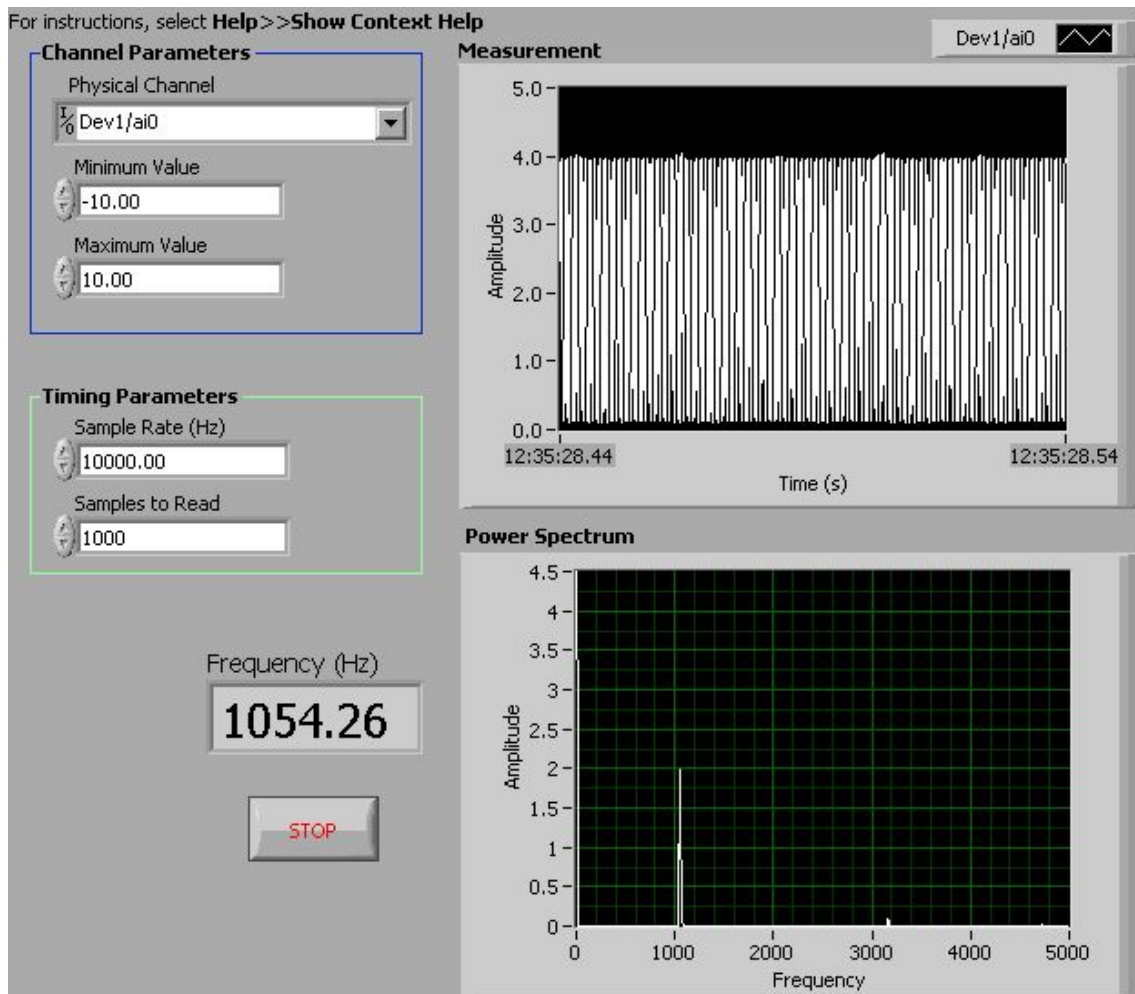 For instructions, select Help>>Show Context Help
Channel Parameters
Physical Channel
I/O Dev1/ai0
Minimum Value
-10.00
Maximum Value
10.00
Timing Parameters
Sample Rate (Hz)
10000.00
Samples to Read
1000
Frequency (Hz)
1054.26
STOP
Measurement
Dev1/ai0
5.0
4.0
3.0
2.0
1.0
0.0
Amplitude
12:35:28.44
12:35:28.54
Time (s)
Power Spectrum
4.5
4
3.5
3
2.5
2
1.5
1
0.5
0
Amplitude
0
1000
2000
3000
4000
5000
Frequency